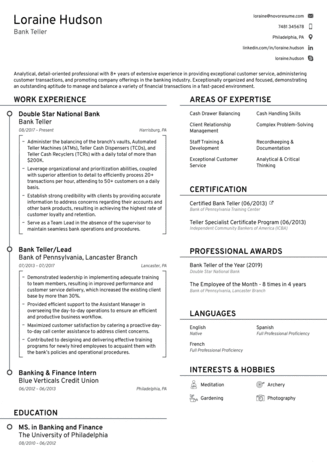 Loraine Hudson
Bank Teller
loraine@novoresume.com
7481 345678
Philadelphia, PA
linkedin.com/in/loraine.hudson
loraine.hudson
Analytical, detail-oriented professional with 8+ years of extensive experience in providing exceptional customer service, administering
customer transactions, and promoting company offerings in the banking industry. Exceptionally organized and focused, demonstrating
an outstanding aptitude to manage and balance a variety of financial transactions in a fast-paced environment.
WORK EXPERIENCE
Double Star National Bank
Bank Teller
08/2017 - Present
Harrisburg, PA
– Administer the balancing of the branch's vaults, Automated
Teller Machines (ATMs), Teller Cash Dispensers (TCDs), and
Teller Cash Recyclers (TCRs) with a daily total of more than
$200K.
– Leverage organizational and prioritization abilities, coupled
with superior attention to detail to efficiently process 20+
transactions per hour, attending to 50+ customers on a daily
basis.
– Establish strong credibility with clients by providing accurate
information to address concerns regarding their accounts and
other bank products, resulting in achieving the highest rate of
customer loyalty and retention.
– Serve as a Team Lead in the absence of the supervisor to
maintain seamless bank operations and transactions.
Bank Teller/Lead
Bank of Pennsylvania, Lancaster Branch
07/2013 - 07/2017
Lancaster, PA
– Demonstrated leadership in implementing adequate training
to team members, resulting in improved performance and
customer service delivery, which increased the existing client
base by more than 30%.
– Provided efficient support to the Assistant Manager in
overseeing the day-to-day operations to ensure an efficient
and productive business workflow.
– Maximized customer satisfaction by catering a proactive day-
to-day call center assistance to address client concerns.
– Contributed to designing and delivering effective training
programs for newly hired employees to acquaint them with
the bank's policies and operational procedures.
Banking & Finance Intern
Blue Verticals Credit Union
06/2012 - 06/2013
Philadelphia, PA
EDUCATION
MS. in Banking and Finance
The University of Philadelphia
08/2010 - 06/2012
AREAS OF EXPERTISE
Cash Drawer Balancing
Cash Handling Skills
Client Relationship
Management
Complex Problem-Solving
Staff Training &
Development
Recordkeeping &
Documentation
Exceptional Customer
Service
Analytical & Critical
Thinking
CERTIFICATION
Certified Bank Teller (06/2013)
Bank of Pennsylvania Training Center
Teller Specialist Certificate Program (06/2013)
Independent Community Bankers of America (ICBA)
PROFESSIONAL AWARDS
Bank Teller of the Year (2019)
Double Star National Bank
The Employee of the Month - 8 times in 4 years
Bank of Pennsylvania, Lancaster Branch
LANGUAGES
English
Native
Spanish
Full Professional Proficiency
French
Full Professional Proficiency
INTERESTS & HOBBIES
Meditation
Archery
Gardening
Photography